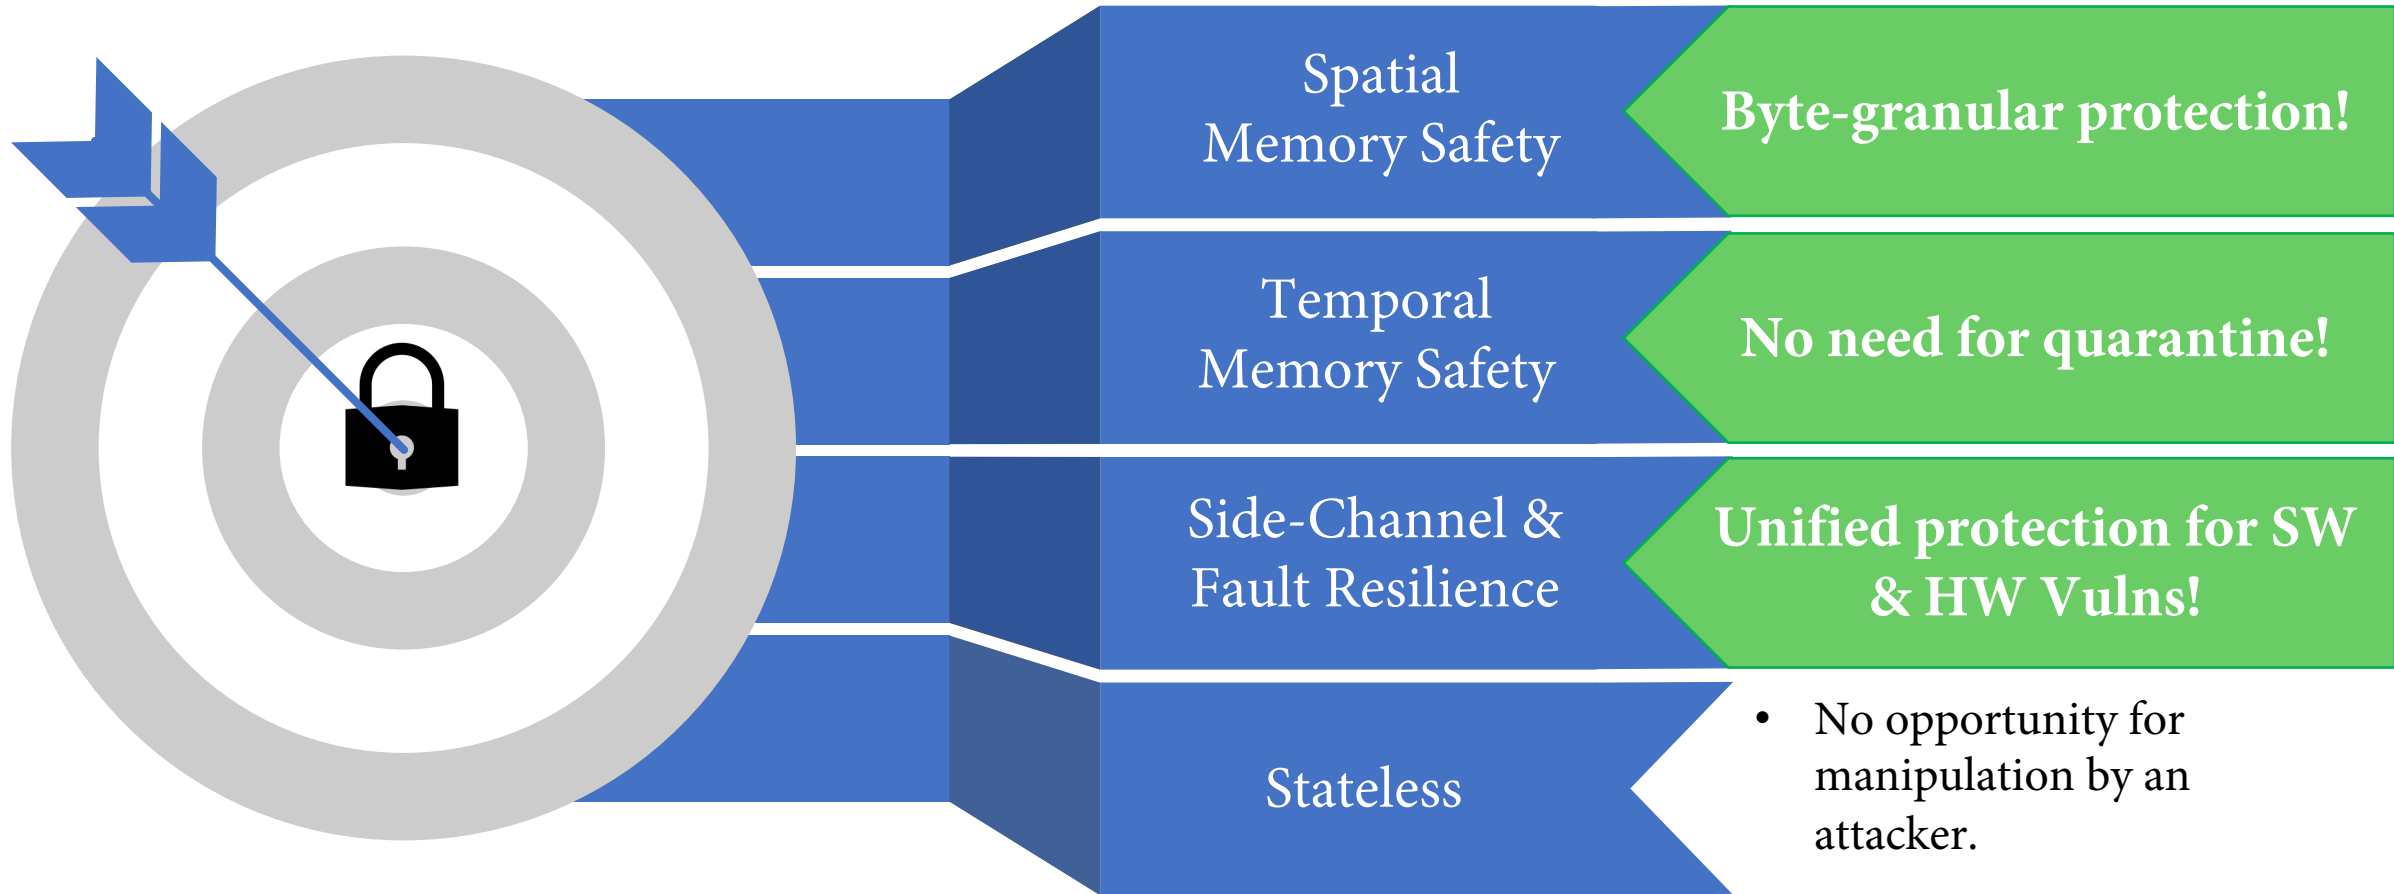 Spatial
Memory Safety
Byte-granular protection!
Temporal
Memory Safety
No need for quarantine!
Side-Channel &
Fault Resilience
Unified protection for SW
& HW Vulns!
Stateless
• No opportunity for
manipulation by an
attacker.